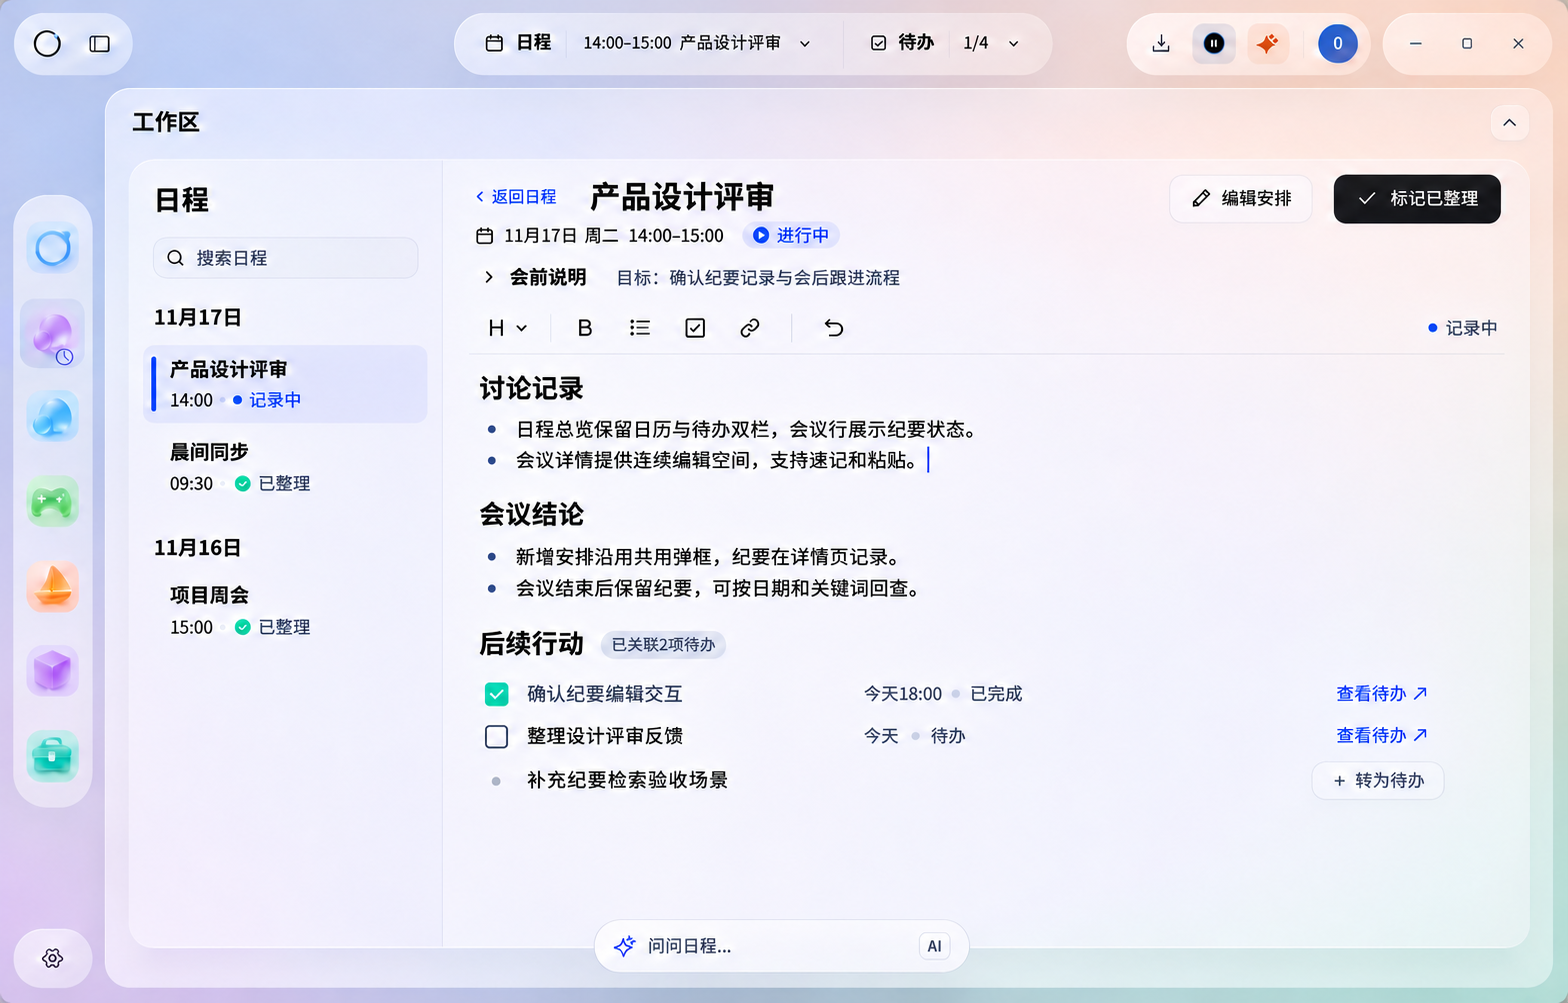 日程
14:00–15:00 产品设计评审
待办
1/4
0
工作区
日程
搜索日程
11月17日
产品设计评审
14:00 记录中
晨间同步
09:30 已整理
11月16日
项目周会
15:00 已整理
返回日程
产品设计评审
编辑安排
标记已整理
11月17日 周二 14:00–15:00 进行中
会前说明 目标：确认纪要记录与会后跟进流程
H B
记录中
讨论记录
日程总览保留日历与待办双栏，会议行展示纪要状态。
会议详情提供连续编辑空间，支持速记和粘贴。
会议结论
新增安排沿用共用弹框，纪要在详情页记录。
会议结束后保留纪要，可按日期和关键词回查。
后续行动 已关联2项待办
确认纪要编辑交互 今天18:00 已完成 查看待办
整理设计评审反馈 今天 待办 查看待办
补充纪要检索验收场景 + 转为待办
问问日程... AI